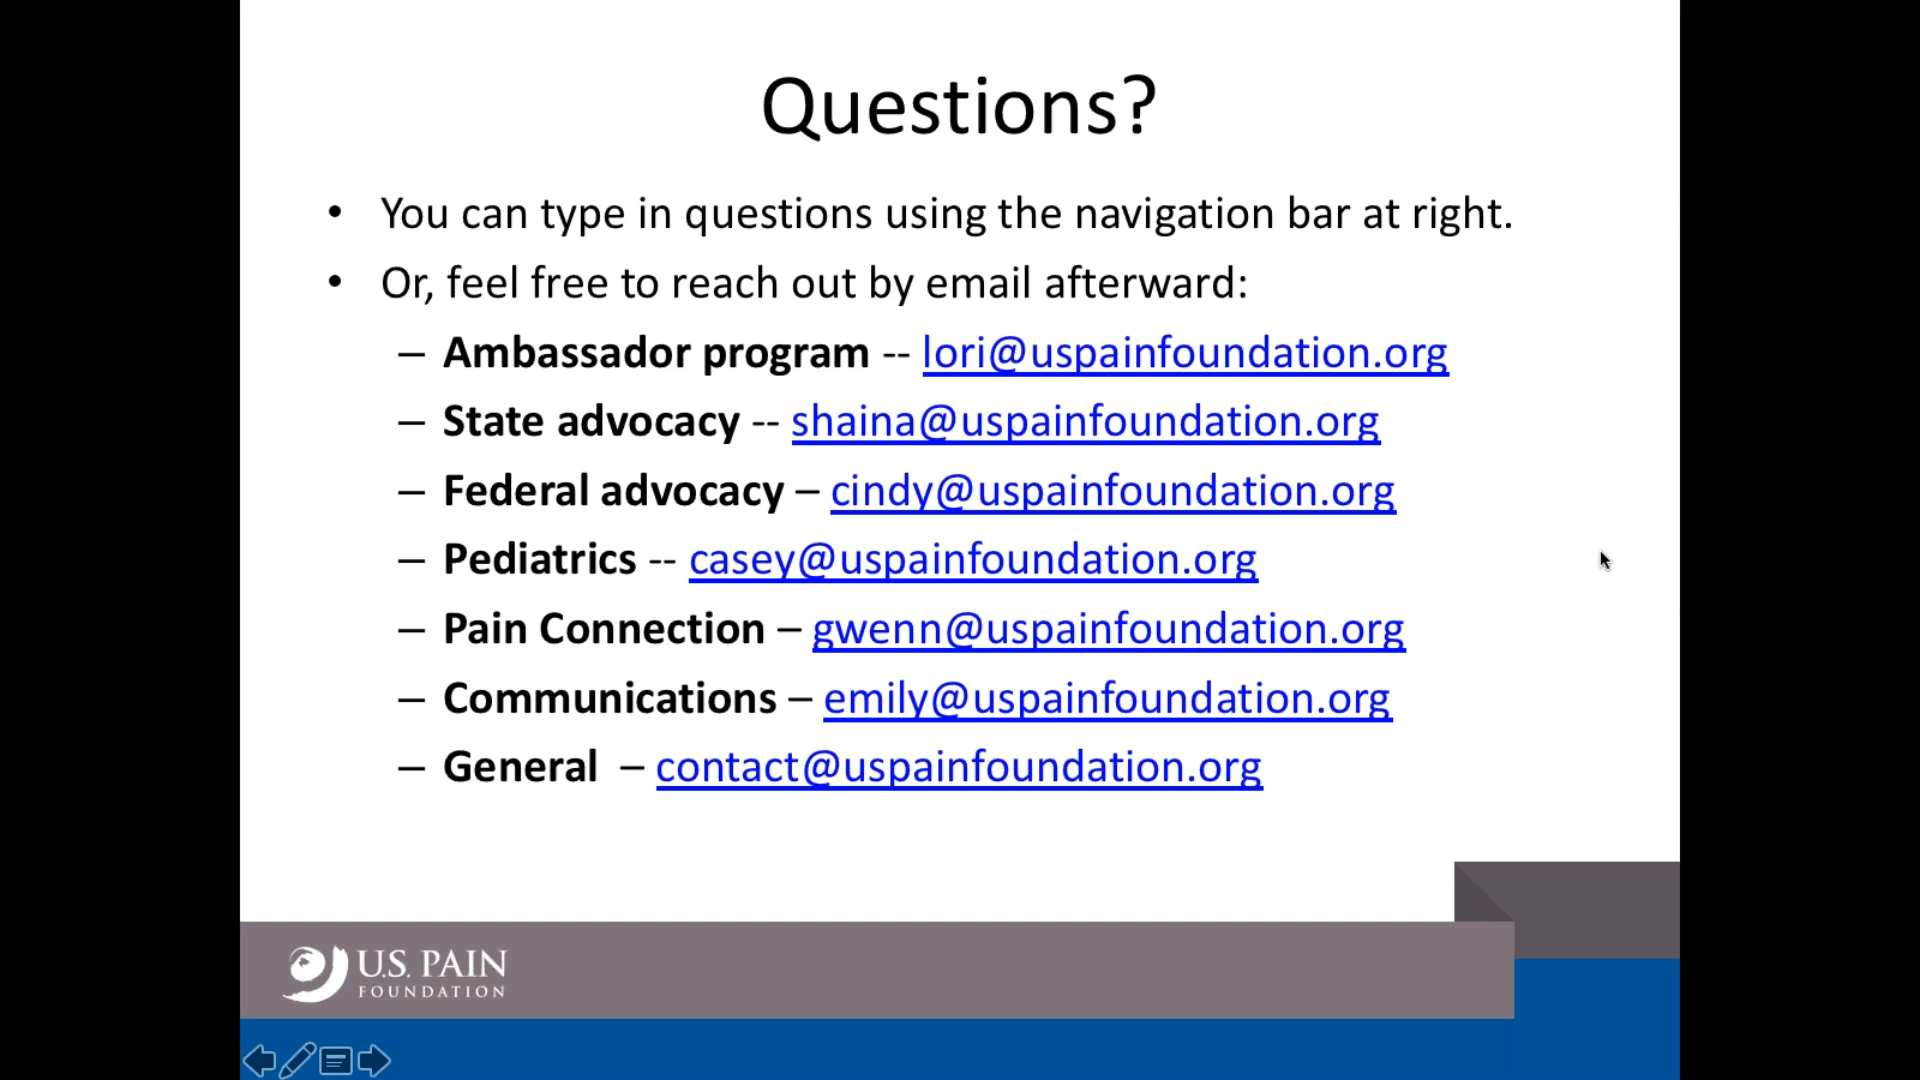 Questions?
• You can type in questions using the navigation bar at right.
• Or, feel free to reach out by email afterward:
– Ambassador program -- lori@uspainfoundation.org
– State advocacy -- shaina@uspainfoundation.org
– Federal advocacy – cindy@uspainfoundation.org
– Pediatrics -- casey@uspainfoundation.org
– Pain Connection – gwenn@uspainfoundation.org
– Communications – emily@uspainfoundation.org
– General – contact@uspainfoundation.org
U.S. PAIN
FOUNDATION